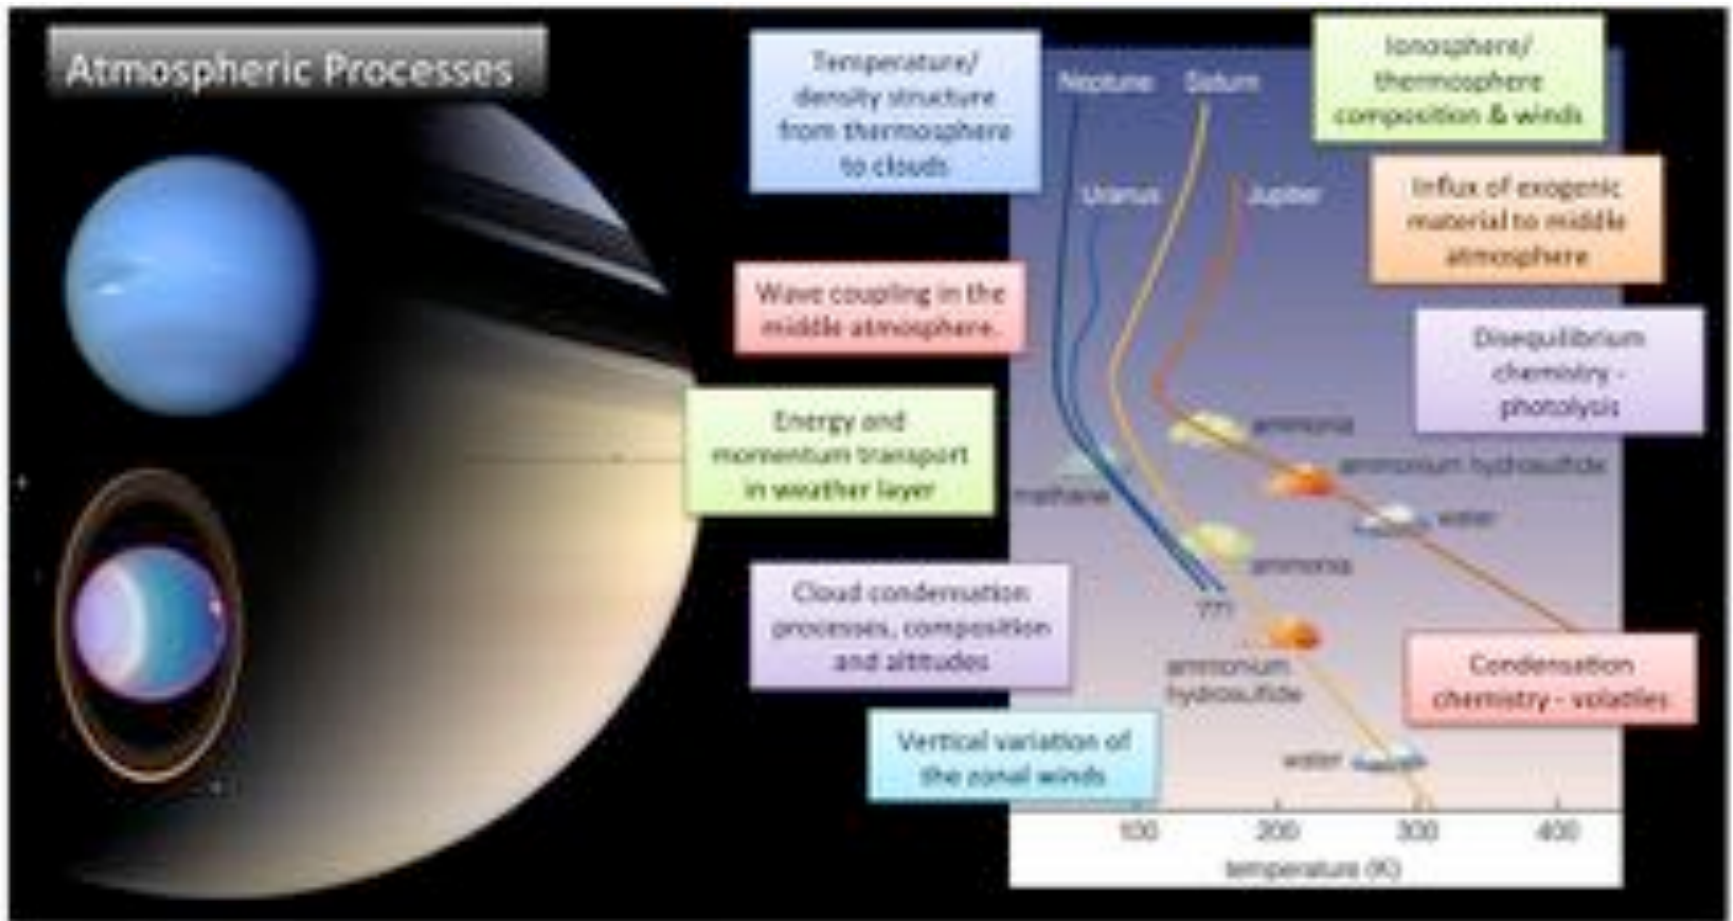 Atmospheric Processes
Temperature/
density structure
from thermosphere
to clouds
Neptune
Saturn
Ionosphere/
thermosphere
composition & winds
Uranus
Jupiter
Influx of exogenic
material to middle
atmosphere
Wave coupling in the
middle atmosphere.
Disequilibrium
chemistry -
photolysis
Energy and
momentum transport
in weather layer
ammonia
ammonium hydrosulfide
methane
water
ammonia
Cloud condensation
processes, composition
and altitudes
???
ammonium
hydrosulfide
Condensation
chemistry - volatiles
Vertical variation of
the zonal winds
water
100 200 300 400
temperature (K)